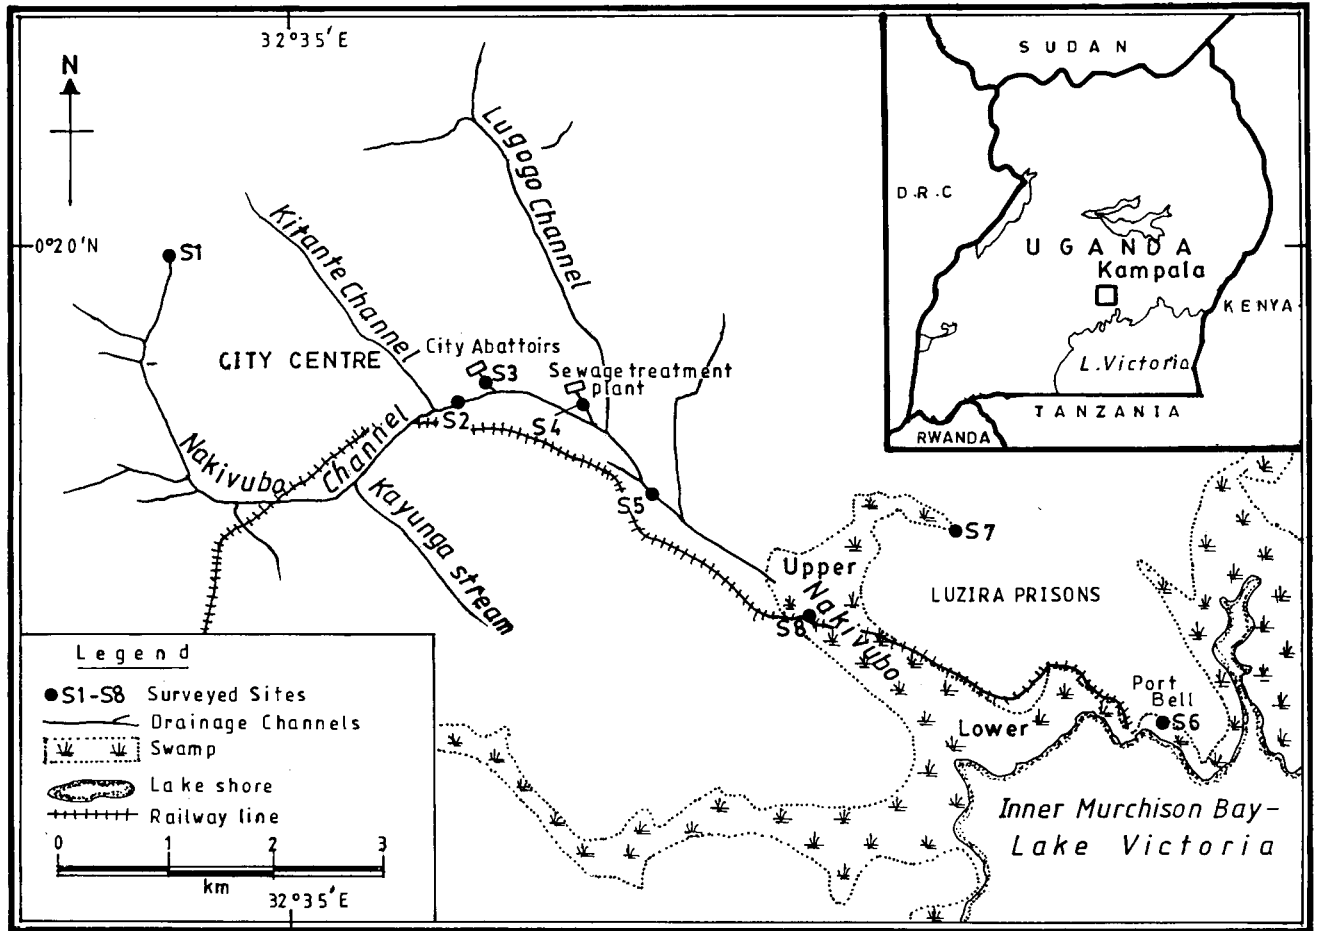 32°35'E
N
0°20'N
S1
Kitante Channel
Lugogo Channel
CITY CENTRE
City Abattoirs
S3
Sewage treatment
plant
S2
S4
Nakivubo Channel
Kayunga stream
S5
S7
Upper
Nakivubo
LUZIRA PRISONS
S8
Port
Bell
S6
Lower
Inner Murchison Bay-
Lake Victoria
SUDAN
D.R.C
UGANDA
Kampala
KENYA
L.Victoria
TANZANIA
RWANDA
Legend
S1-S8 Surveyed Sites
Drainage Channels
Swamp
Lake shore
Railway line
0 1 2 3
km
32°35'E